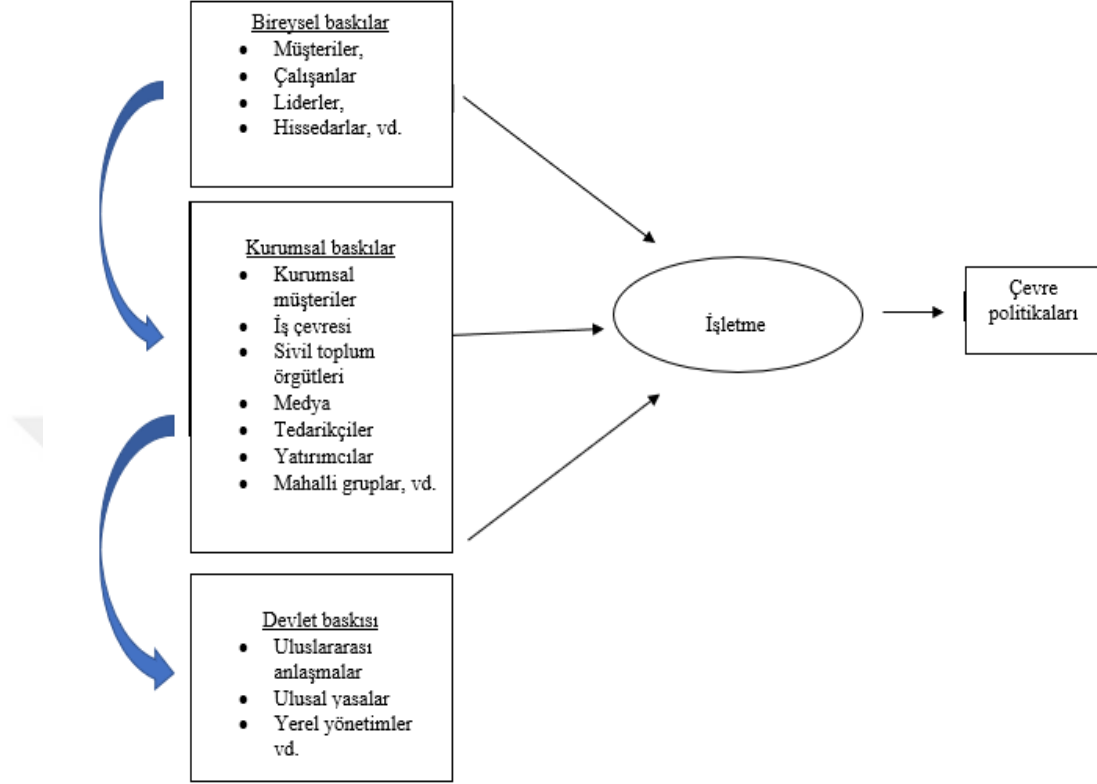 Bireysel baskılar
• Müşteriler,
• Çalışanlar
• Liderler,
• Hissedarlar, vd.
Kurumsal baskılar
• Kurumsal
müşteriler
• İş çevresi
• Sivil toplum
örgütleri
• Medya
• Tedarikçiler
• Yatırımcılar
• Mahalli gruplar, vd.
Devlet baskısı
• Uluslararası
anlaşmalar
• Ulusal yasalar
• Yerel yönetimler
vd.
İşletme
Çevre
politikaları